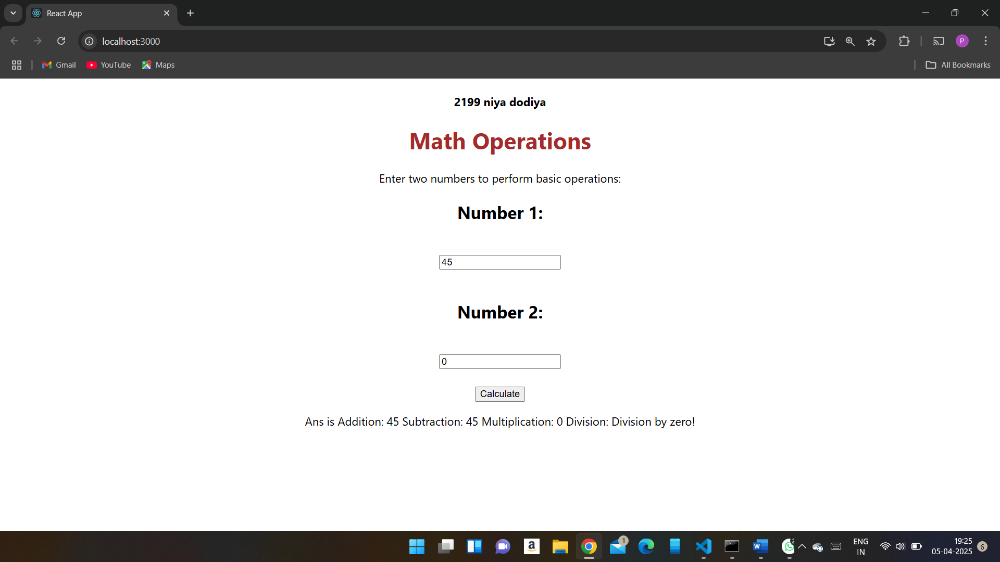 React App
localhost:3000
P
Gmail YouTube Maps All Bookmarks
2199 niya dodiya
Math Operations
Enter two numbers to perform basic operations:
Number 1:
45
Number 2:
0
Calculate
Ans is Addition: 45 Subtraction: 45 Multiplication: 0 Division: Division by zero!
a
1
W
2
ENG
IN
19:25
05-04-2025
6